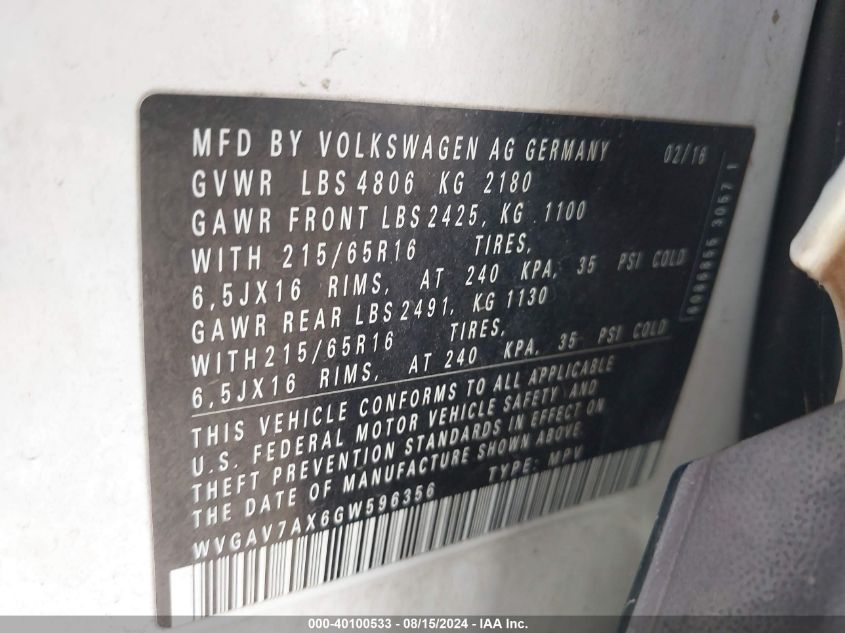 MFD BY VOLKSWAGEN AG GERMANY 02/16
GVWR LBS 4806 KG 2180
GAWR FRONT LBS 2425, KG 1100
WITH 215/65R16 TIRES,
6,5JX16 RIMS, AT 240 KPA, 35 PSI COLD
GAWR REAR LBS 2491, KG 1130
WITH 215/65R16 TIRES,
6,5JX16 RIMS, AT 240 KPA, 35 PSI COLD
THIS VEHICLE CONFORMS TO ALL APPLICABLE
U.S. FEDERAL MOTOR VEHICLE SAFETY AND
THEFT PREVENTION STANDARDS IN EFFECT ON
THE DATE OF MANUFACTURE SHOWN ABOVE.
WVGAV7AX6GW596356 TYPE: MPV
000-40100533 - 08/15/2024 - IAA Inc.